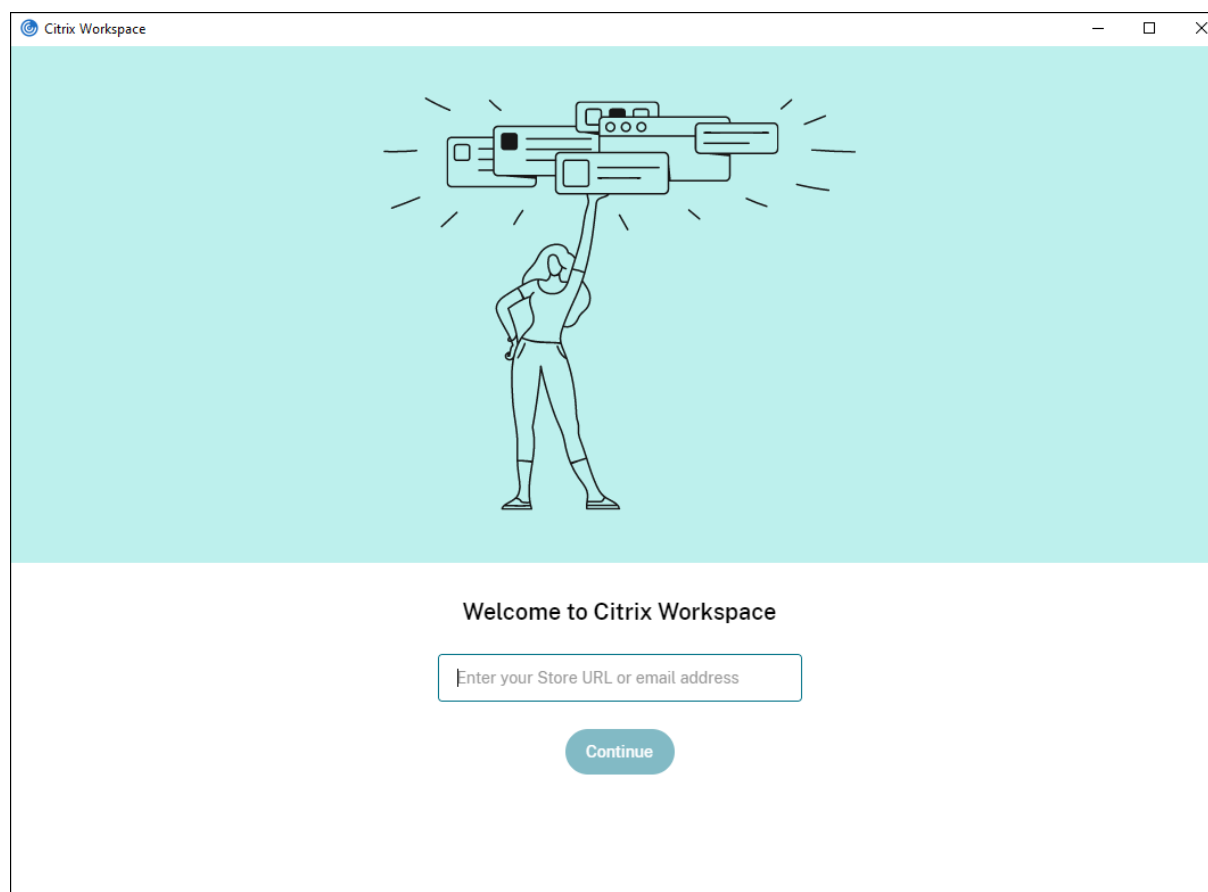 Citrix Workspace
Welcome to Citrix Workspace
Enter your Store URL or email address
Continue